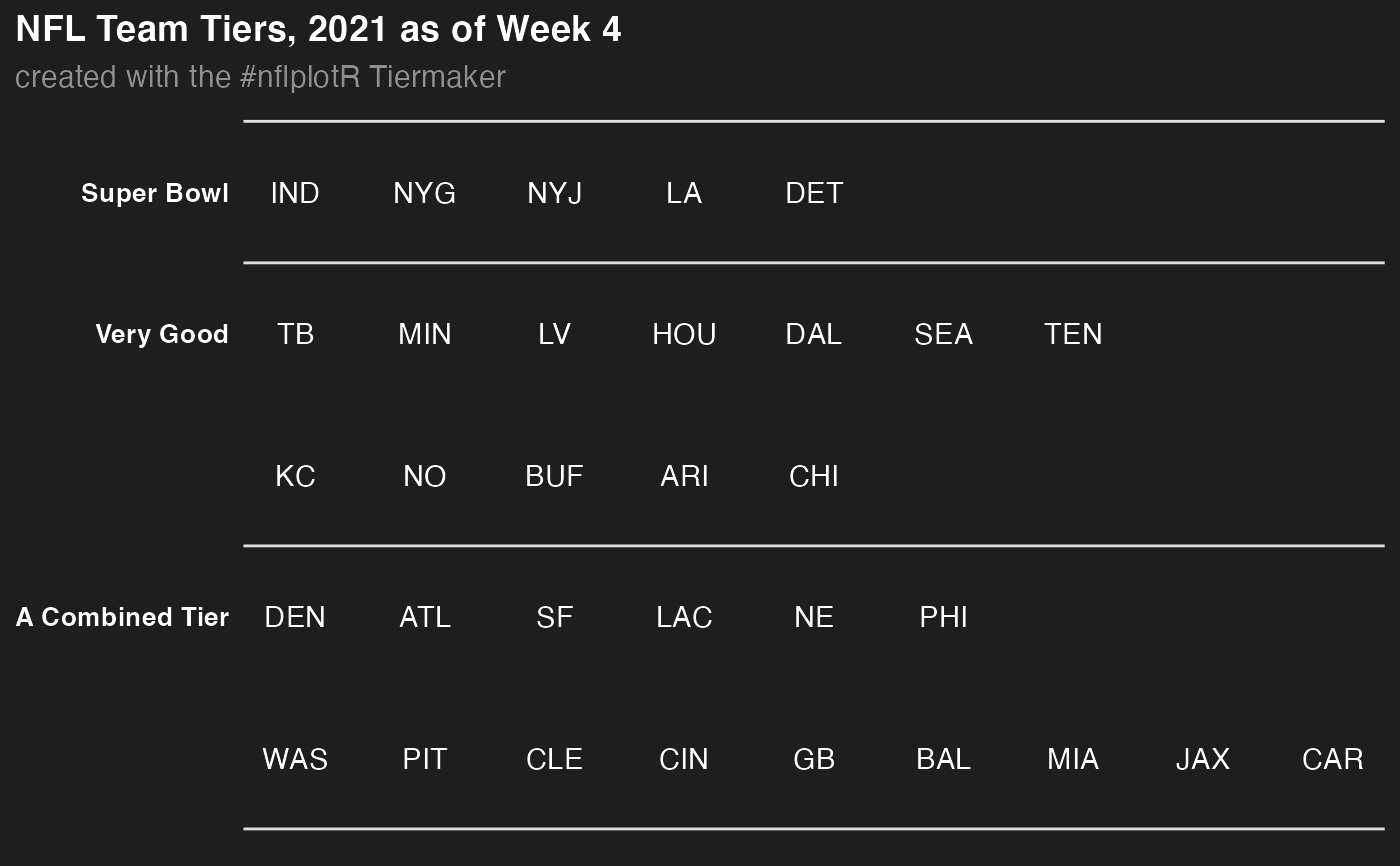 NFL Team Tiers, 2021 as of Week 4
created with the #nflplotR Tiermaker
Super Bowl IND NYG NYJ LA DET
Very Good TB MIN LV HOU DAL SEA TEN
KC NO BUF ARI CHI
A Combined Tier DEN ATL SF LAC NE PHI
WAS PIT CLE CIN GB BAL MIA JAX CAR